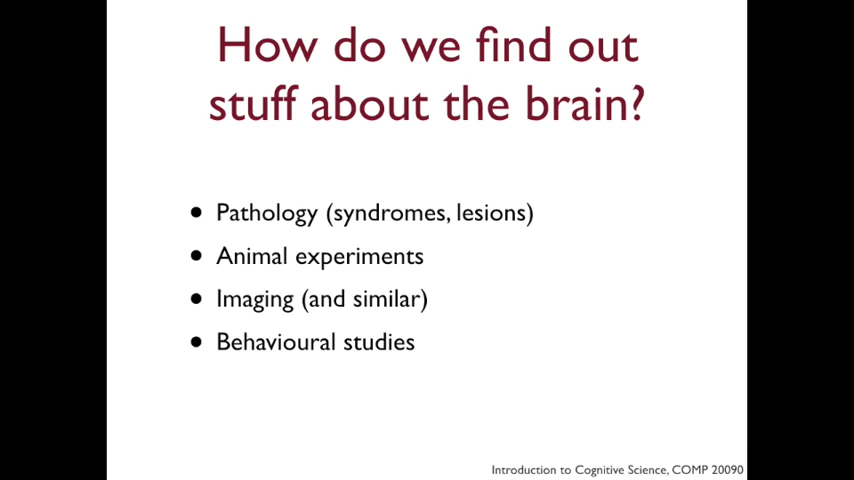 How do we find out
stuff about the brain?
• Pathology (syndromes, lesions)
• Animal experiments
• Imaging (and similar)
• Behavioural studies
Introduction to Cognitive Science, COMP 20090